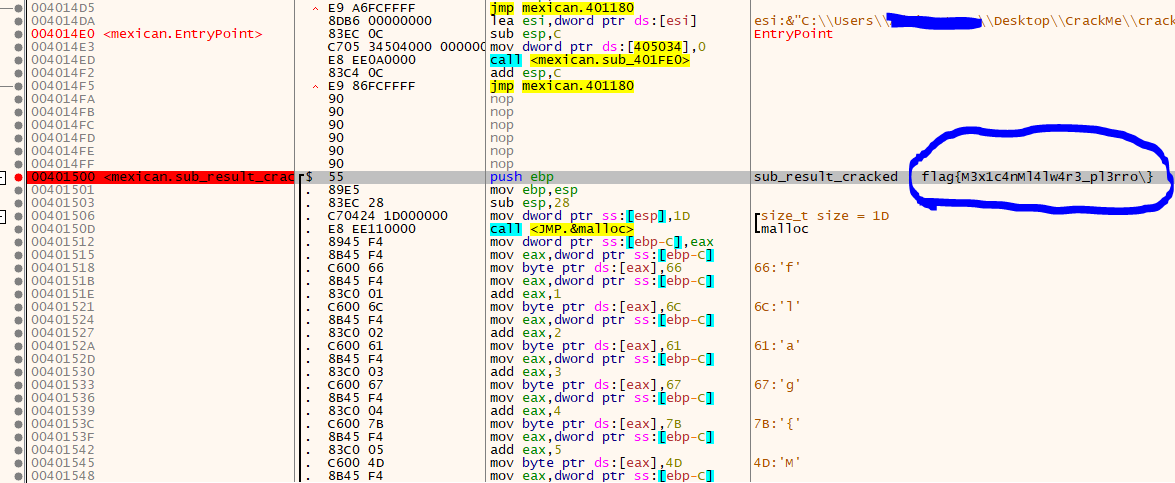 004014D5 E9 A6FCFFFF jmp mexican.401180
004014DA 8DB6 00000000 lea esi,dword ptr ds:[esi] esi:&"C:\\Users\\ \\Desktop\\CrackMe\\crack
004014E0 <mexican.EntryPoint> 83EC 0C sub esp,C EntryPoint
004014E3 C705 34504000 000000 mov dword ptr ds:[405034],0
004014ED E8 EE0A0000 call <mexican.sub_401FE0>
004014F2 83C4 0C add esp,C
004014F5 E9 86FCFFFF jmp mexican.401180
004014FA 90 nop
004014FB 90 nop
004014FC 90 nop
004014FD 90 nop
004014FE 90 nop
004014FF 90 nop
00401500 <mexican.sub_result_crac $ 55 push ebp sub_result_cracked flag{M3x1c4nMl4lw4r3_pl3rro\}
00401501 . 89E5 mov ebp,esp
00401503 . 83EC 28 sub esp,28
00401506 . C70424 1D000000 mov dword ptr ss:[esp],1D size_t size = 1D
0040150D . E8 EE110000 call <JMP.&malloc> malloc
00401512 . 8945 F4 mov dword ptr ss:[ebp-C],eax
00401515 . 8B45 F4 mov eax,dword ptr ss:[ebp-C]
00401518 . C600 66 mov byte ptr ds:[eax],66 66:'f'
0040151B . 8B45 F4 mov eax,dword ptr ss:[ebp-C]
0040151E . 83C0 01 add eax,1
00401521 . C600 6C mov byte ptr ds:[eax],6C 6C:'l'
00401524 . 8B45 F4 mov eax,dword ptr ss:[ebp-C]
00401527 . 83C0 02 add eax,2
0040152A . C600 61 mov byte ptr ds:[eax],61 61:'a'
0040152D . 8B45 F4 mov eax,dword ptr ss:[ebp-C]
00401530 . 83C0 03 add eax,3
00401533 . C600 67 mov byte ptr ds:[eax],67 67:'g'
00401536 . 8B45 F4 mov eax,dword ptr ss:[ebp-C]
00401539 . 83C0 04 add eax,4
0040153C . C600 7B mov byte ptr ds:[eax],7B 7B:'{'
0040153F . 8B45 F4 mov eax,dword ptr ss:[ebp-C]
00401542 . 83C0 05 add eax,5
00401545 . C600 4D mov byte ptr ds:[eax],4D 4D:'M'
00401548 . 8B45 F4 mov eax,dword ptr ss:[ebp-C]